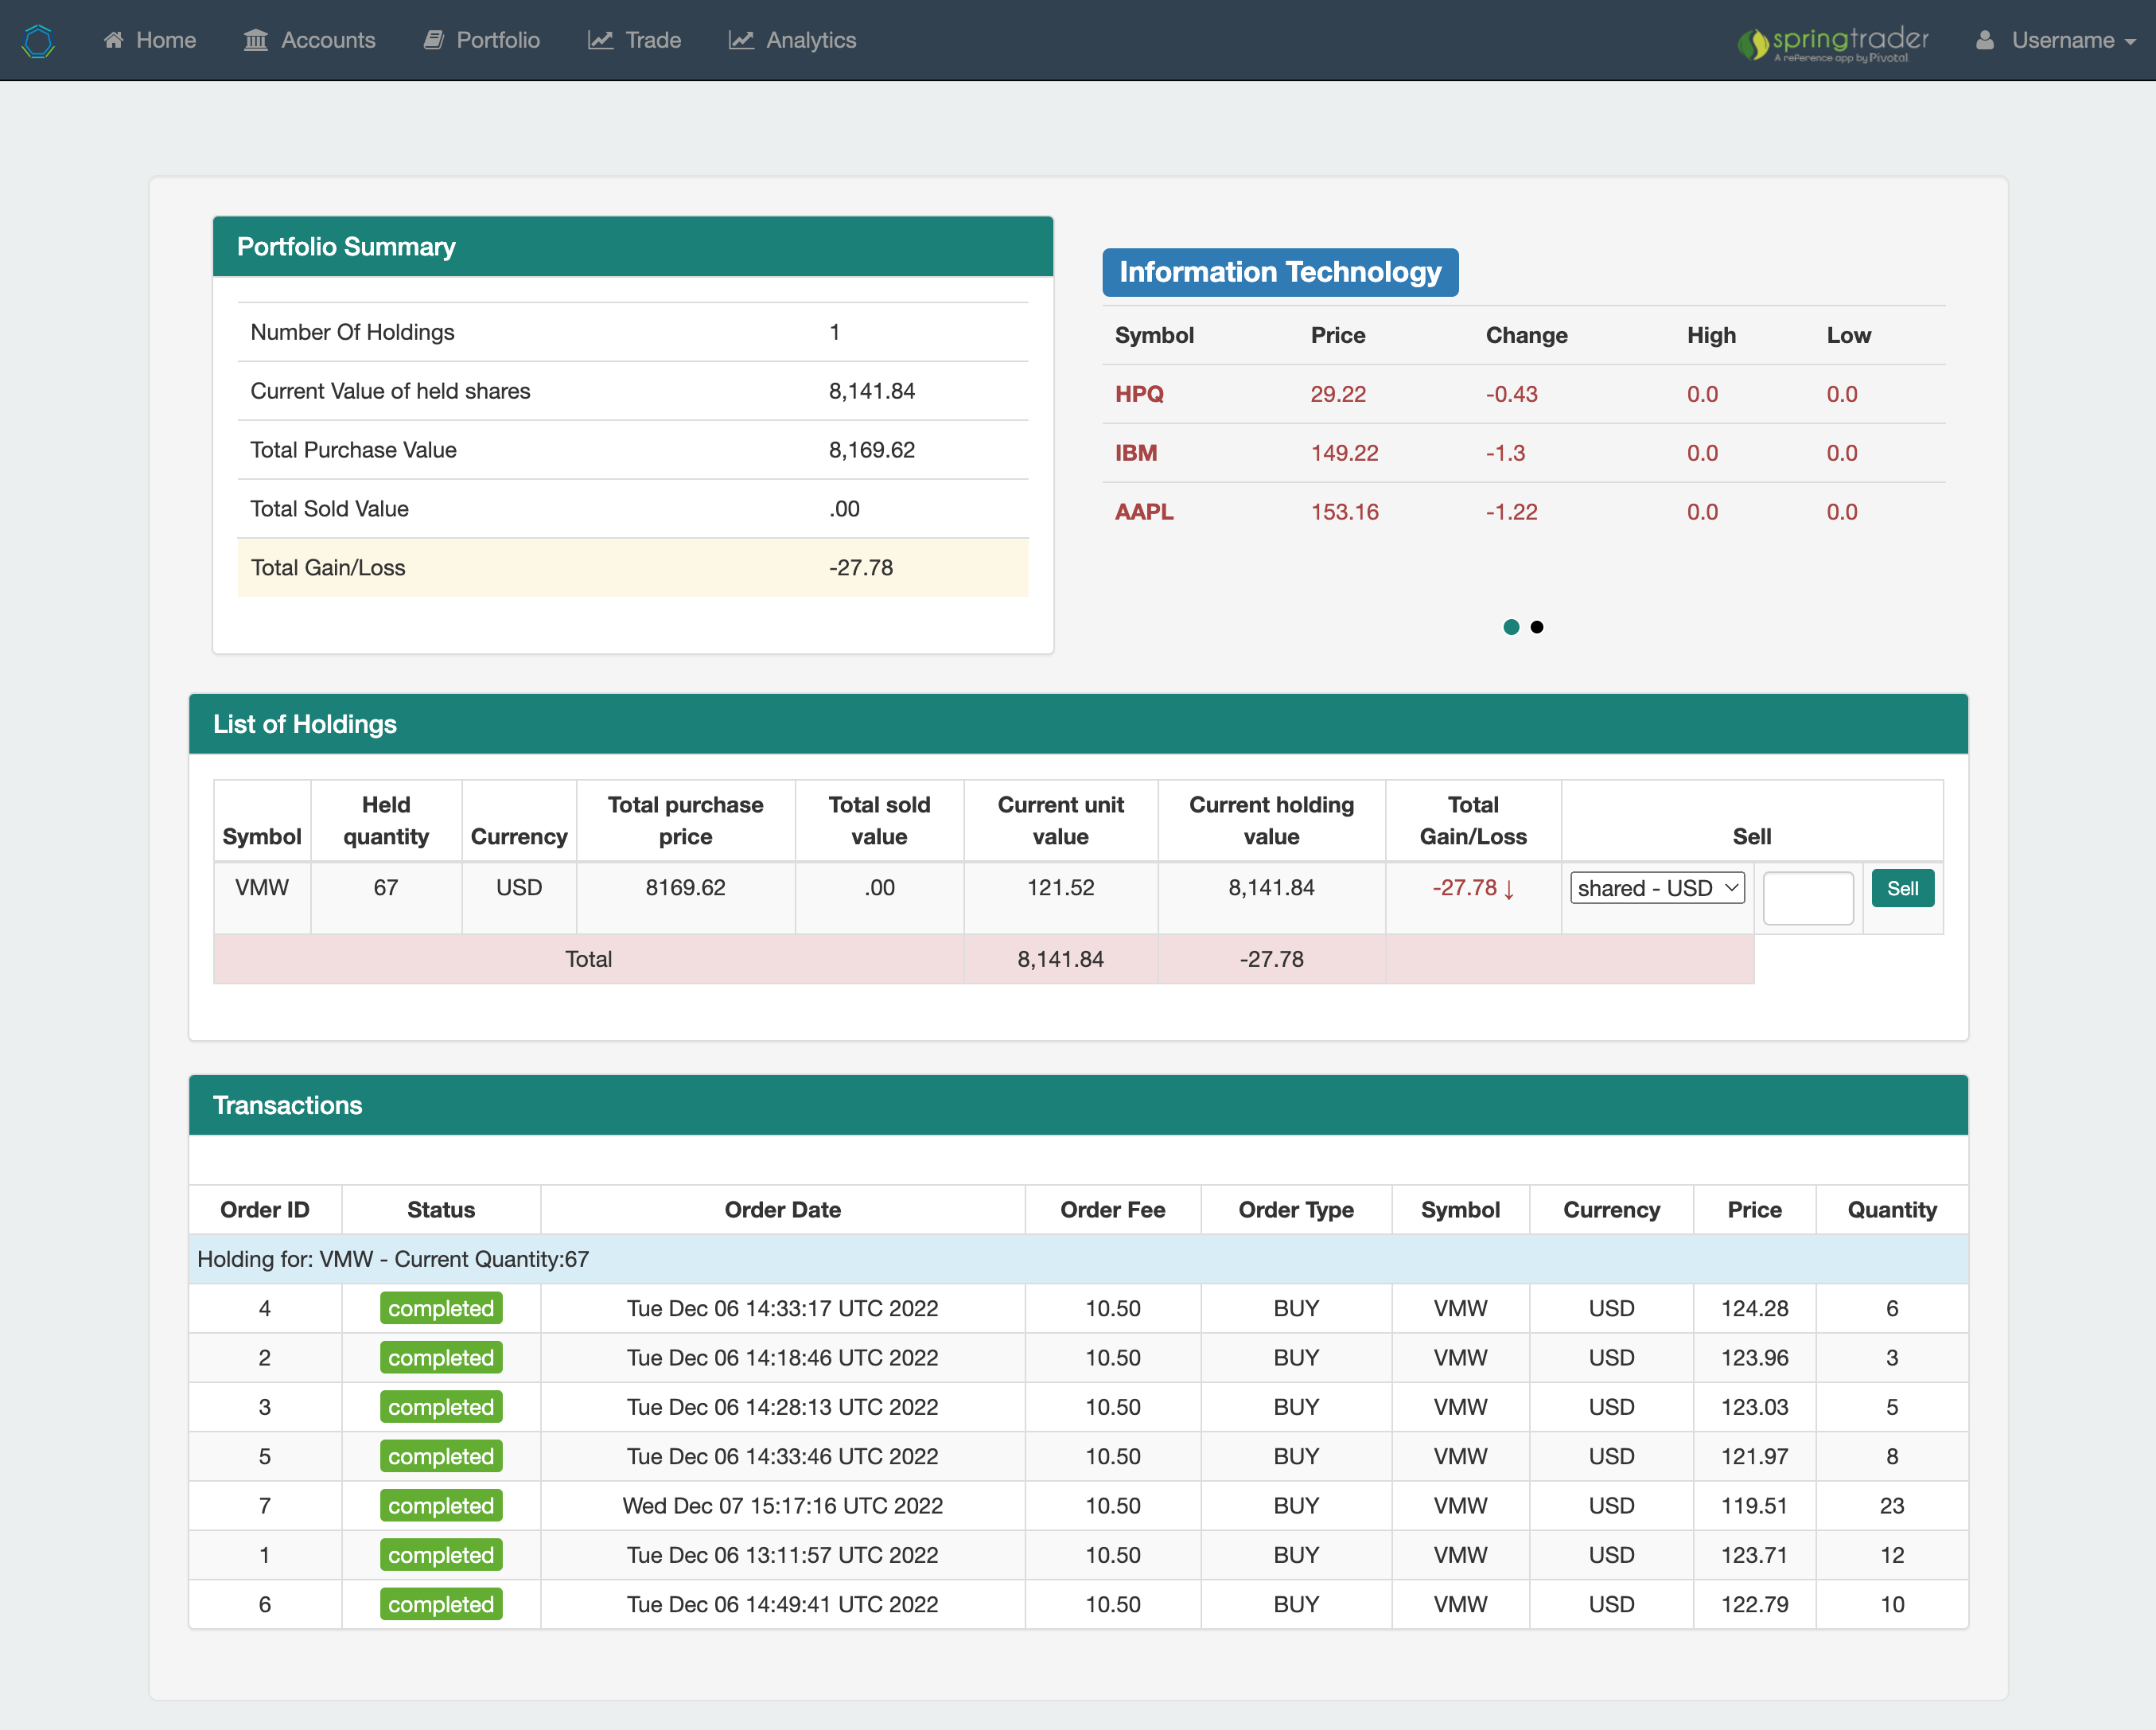 Home Accounts Portfolio Trade Analytics springtrader Username
A reference app by Pivotal
Portfolio Summary
Number Of Holdings 1
Current Value of held shares 8,141.84
Total Purchase Value 8,169.62
Total Sold Value .00
Total Gain/Loss -27.78
Information Technology
Symbol Price Change High Low
HPQ 29.22 -0.43 0.0 0.0
IBM 149.22 -1.3 0.0 0.0
AAPL 153.16 -1.22 0.0 0.0
List of Holdings
Symbol Held quantity Currency Total purchase price Total sold value Current unit value Current holding value Total Gain/Loss Sell
VMW 67 USD 8169.62 .00 121.52 8,141.84 -27.78 ↓ shared - USD Sell
Total 8,141.84 -27.78
Transactions
Order ID Status Order Date Order Fee Order Type Symbol Currency Price Quantity
Holding for: VMW - Current Quantity:67
4 completed Tue Dec 06 14:33:17 UTC 2022 10.50 BUY VMW USD 124.28 6
2 completed Tue Dec 06 14:18:46 UTC 2022 10.50 BUY VMW USD 123.96 3
3 completed Tue Dec 06 14:28:13 UTC 2022 10.50 BUY VMW USD 123.03 5
5 completed Tue Dec 06 14:33:46 UTC 2022 10.50 BUY VMW USD 121.97 8
7 completed Wed Dec 07 15:17:16 UTC 2022 10.50 BUY VMW USD 119.51 23
1 completed Tue Dec 06 13:11:57 UTC 2022 10.50 BUY VMW USD 123.71 12
6 completed Tue Dec 06 14:49:41 UTC 2022 10.50 BUY VMW USD 122.79 10